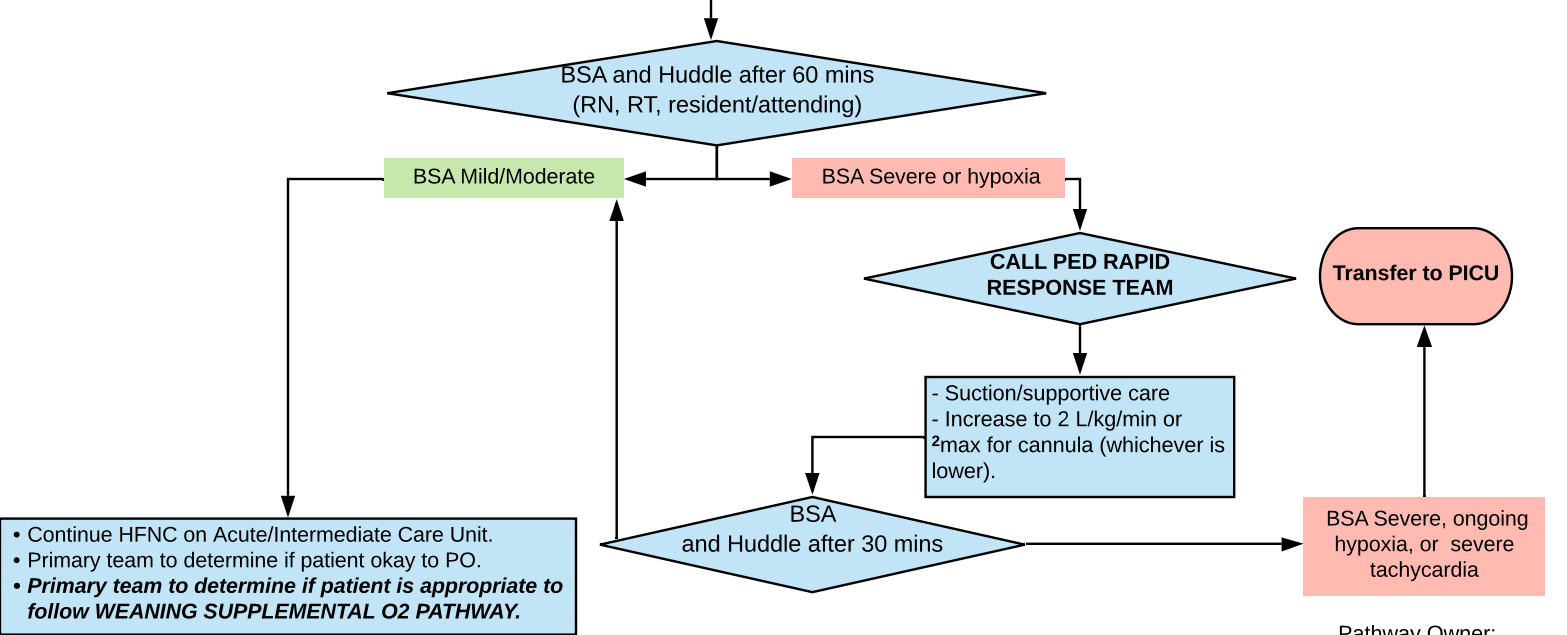 BSA and Huddle after 60 mins
(RN, RT, resident/attending)
BSA Mild/Moderate
BSA Severe or hypoxia
CALL PED RAPID
RESPONSE TEAM
Transfer to PICU
- Suction/supportive care
- Increase to 2 L/kg/min or
²max for cannula (whichever is
lower).
BSA
and Huddle after 30 mins
BSA Severe, ongoing
hypoxia, or severe
tachycardia
• Continue HFNC on Acute/Intermediate Care Unit.
• Primary team to determine if patient okay to PO.
• Primary team to determine if patient is appropriate to
follow WEANING SUPPLEMENTAL O2 PATHWAY.
Pathway Owner: